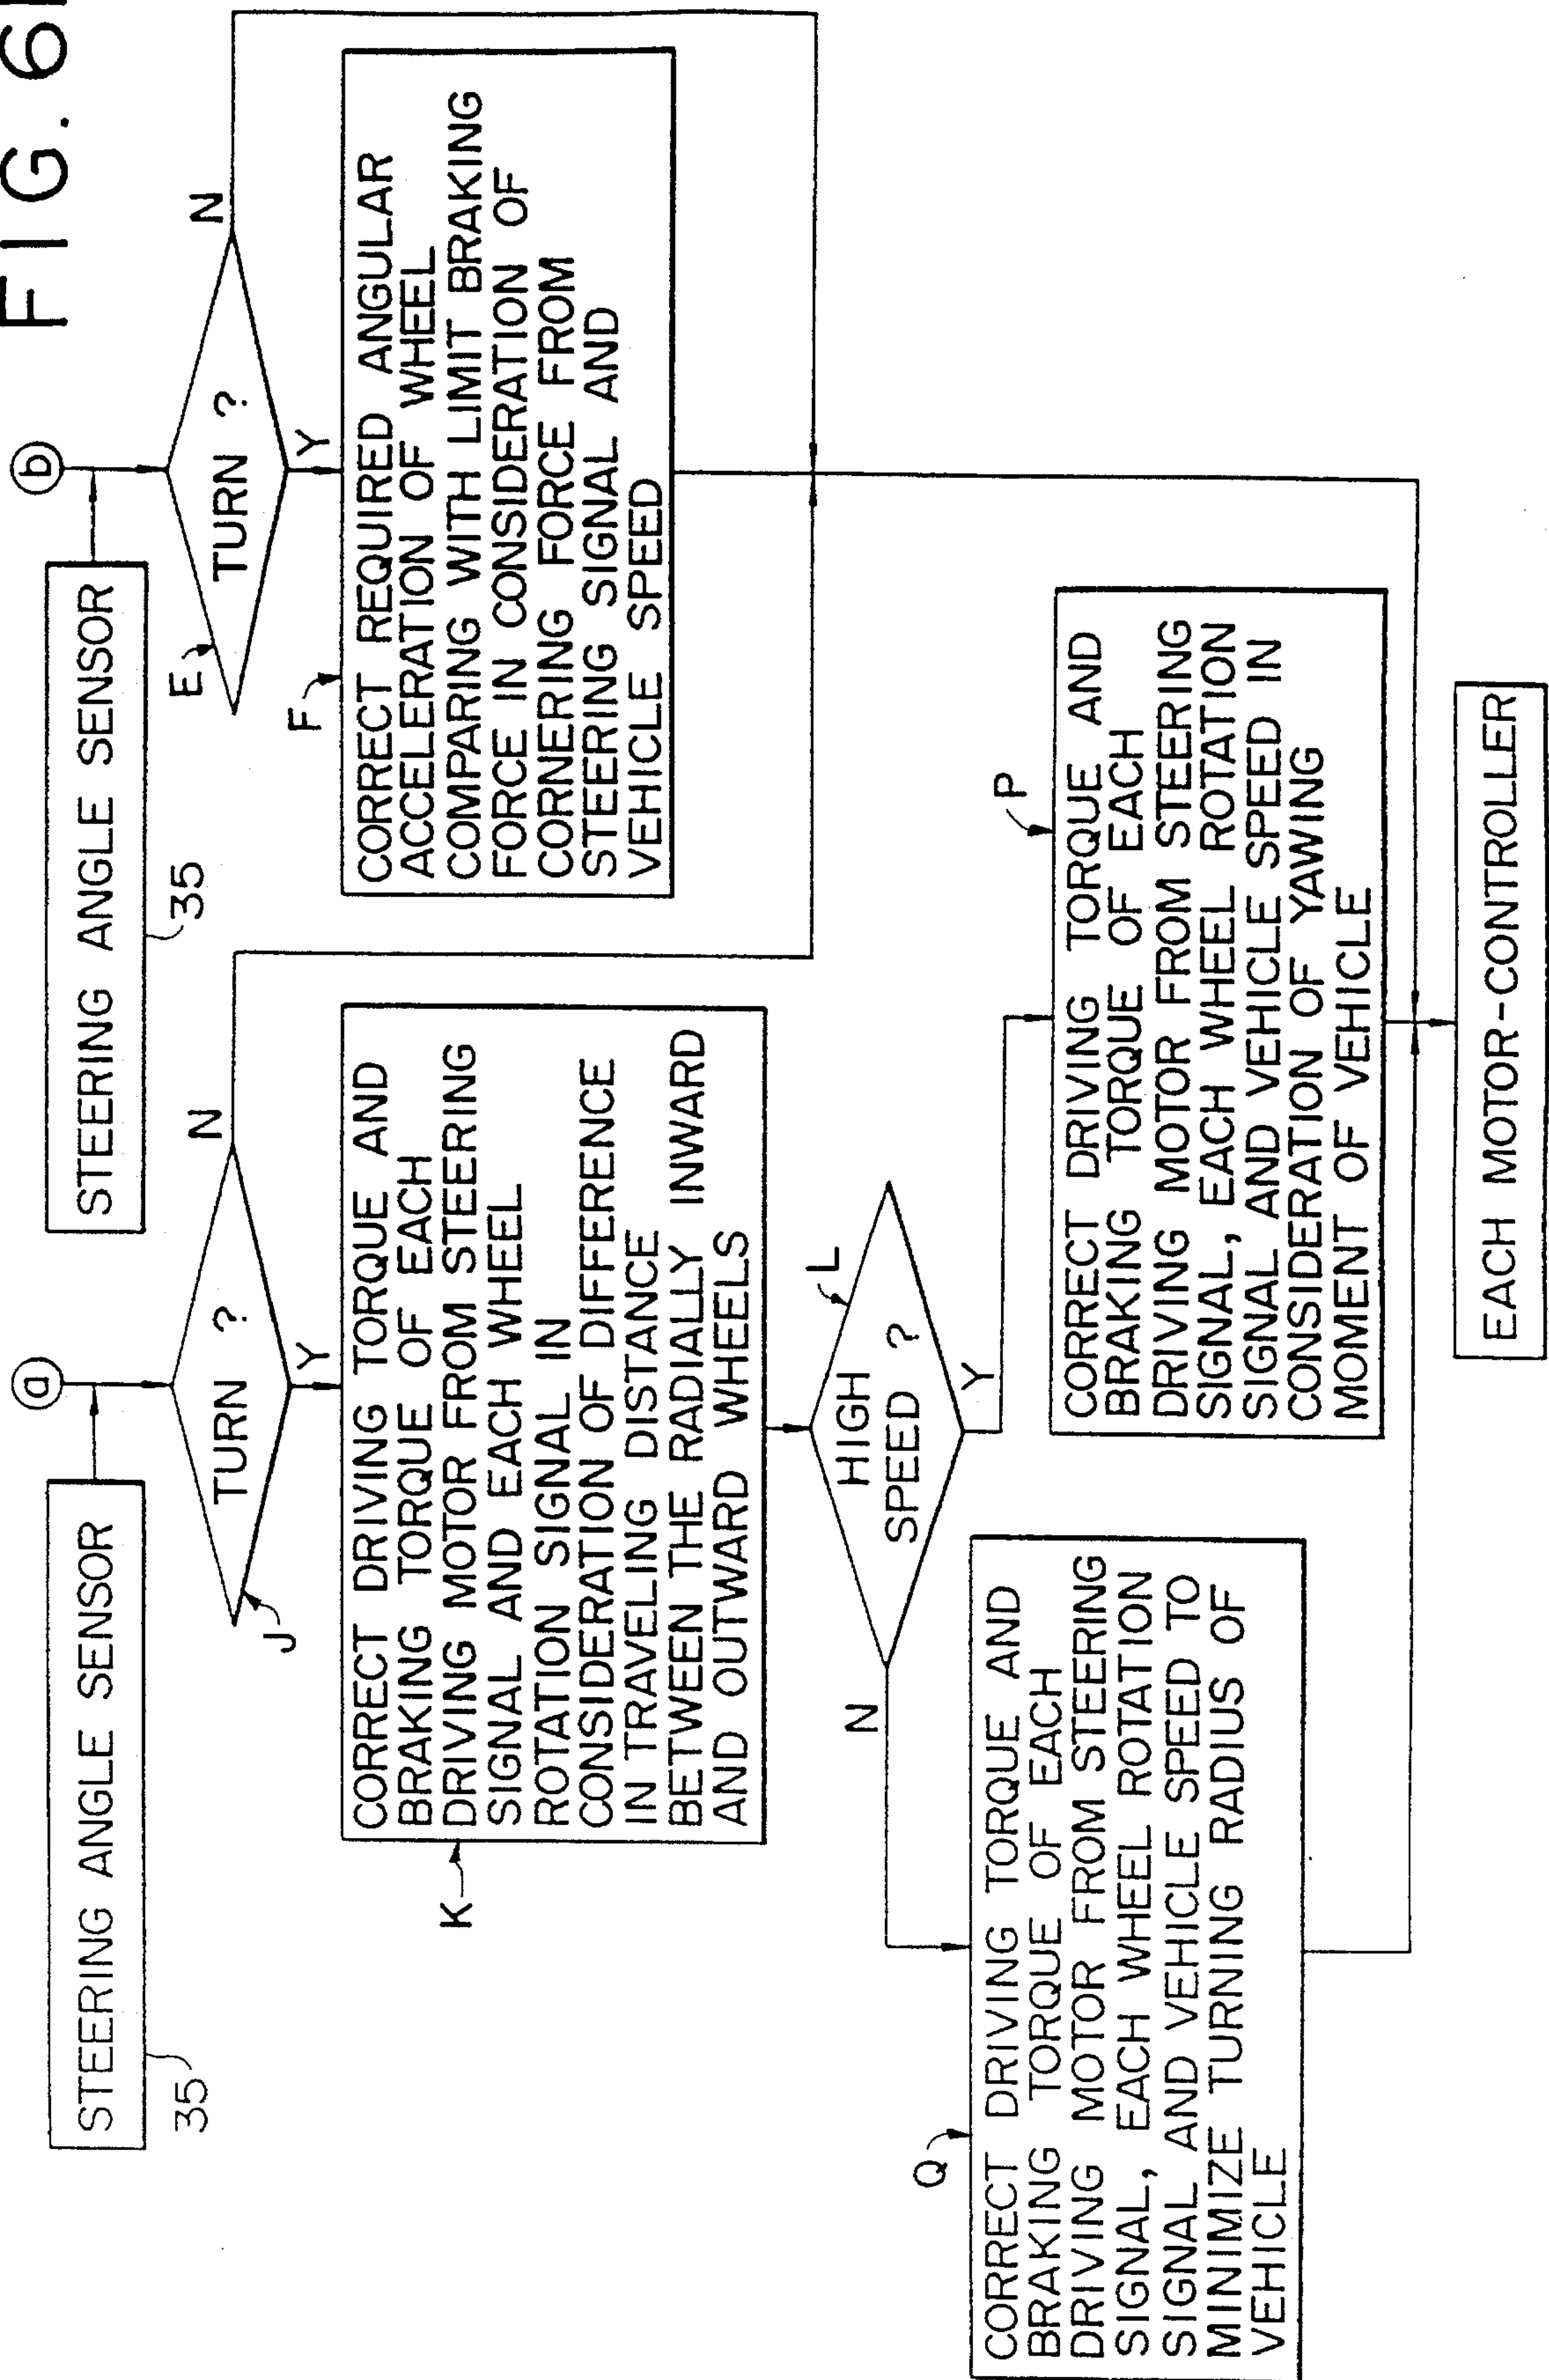 FIG. 6
a
b
STEERING ANGLE SENSOR
35
STEERING ANGLE SENSOR
35
J
TURN ?
N
Y
E
TURN ?
N
Y
K
CORRECT DRIVING TORQUE AND
BRAKING TORQUE OF EACH
DRIVING MOTOR FROM STEERING
SIGNAL AND EACH WHEEL
ROTATION SIGNAL IN
CONSIDERATION OF DIFFERENCE
IN TRAVELING DISTANCE
BETWEEN THE RADIALLY INWARD
AND OUTWARD WHEELS
F
CORRECT REQUIRED ANGULAR
ACCELERATION OF WHEEL
COMPARING WITH LIMIT BRAKING
FORCE IN CONSIDERATION OF
CORNERING FORCE FROM
STEERING SIGNAL AND
VEHICLE SPEED
L
HIGH
SPEED ?
N
Y
Q
CORRECT DRIVING TORQUE AND
BRAKING TORQUE OF EACH
DRIVING MOTOR FROM STEERING
SIGNAL, EACH WHEEL ROTATION
SIGNAL AND VEHICLE SPEED TO
MINIMIZE TURNING RADIUS OF
VEHICLE
P
CORRECT DRIVING TORQUE AND
BRAKING TORQUE OF EACH
DRIVING MOTOR FROM STEERING
SIGNAL, EACH WHEEL ROTATION
SIGNAL AND VEHICLE SPEED IN
CONSIDERATION OF YAWING
MOMENT OF VEHICLE
EACH MOTOR-CONTROLLER